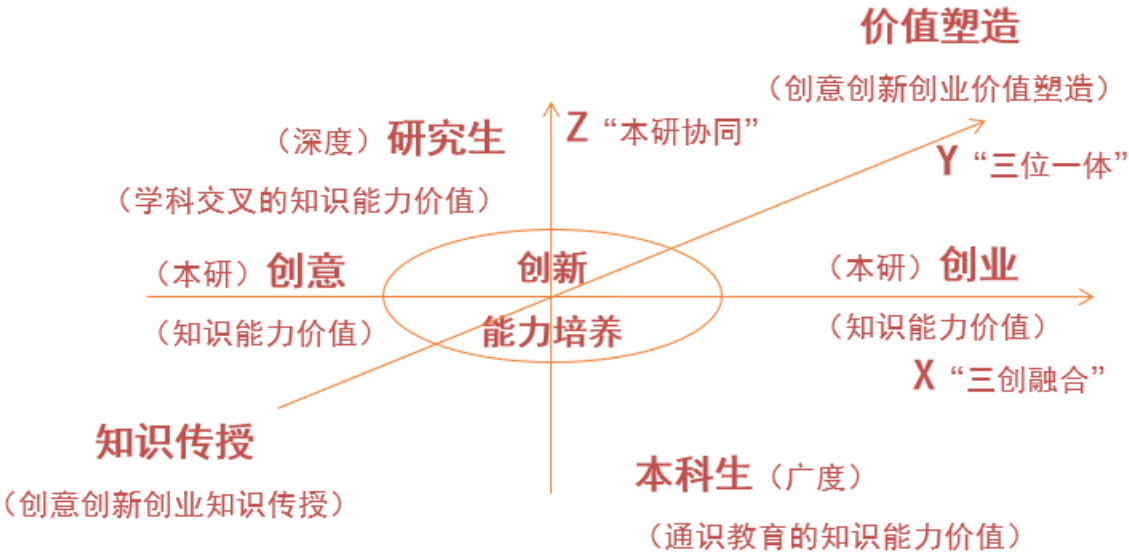 价值塑造
（创意创新创业价值塑造）
Z “本研协同”
（深度）研究生
Y “三位一体”
（学科交叉的知识能力价值）
（本研）创意
创新
（本研）创业
（知识能力价值）
能力培养
（知识能力价值）
X “三创融合”
知识传授
本科生（广度）
（创意创新创业知识传授）
（通识教育的知识能力价值）